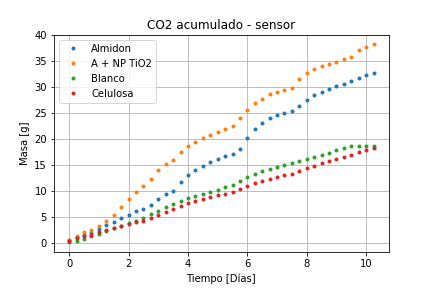 CO2 acumulado - sensor
Almidon
A + NP TiO2
Blanco
Celulosa
Masa [g]
40
35
30
25
20
15
10
5
0
0
2
4
6
8
10
Tiempo [Días]